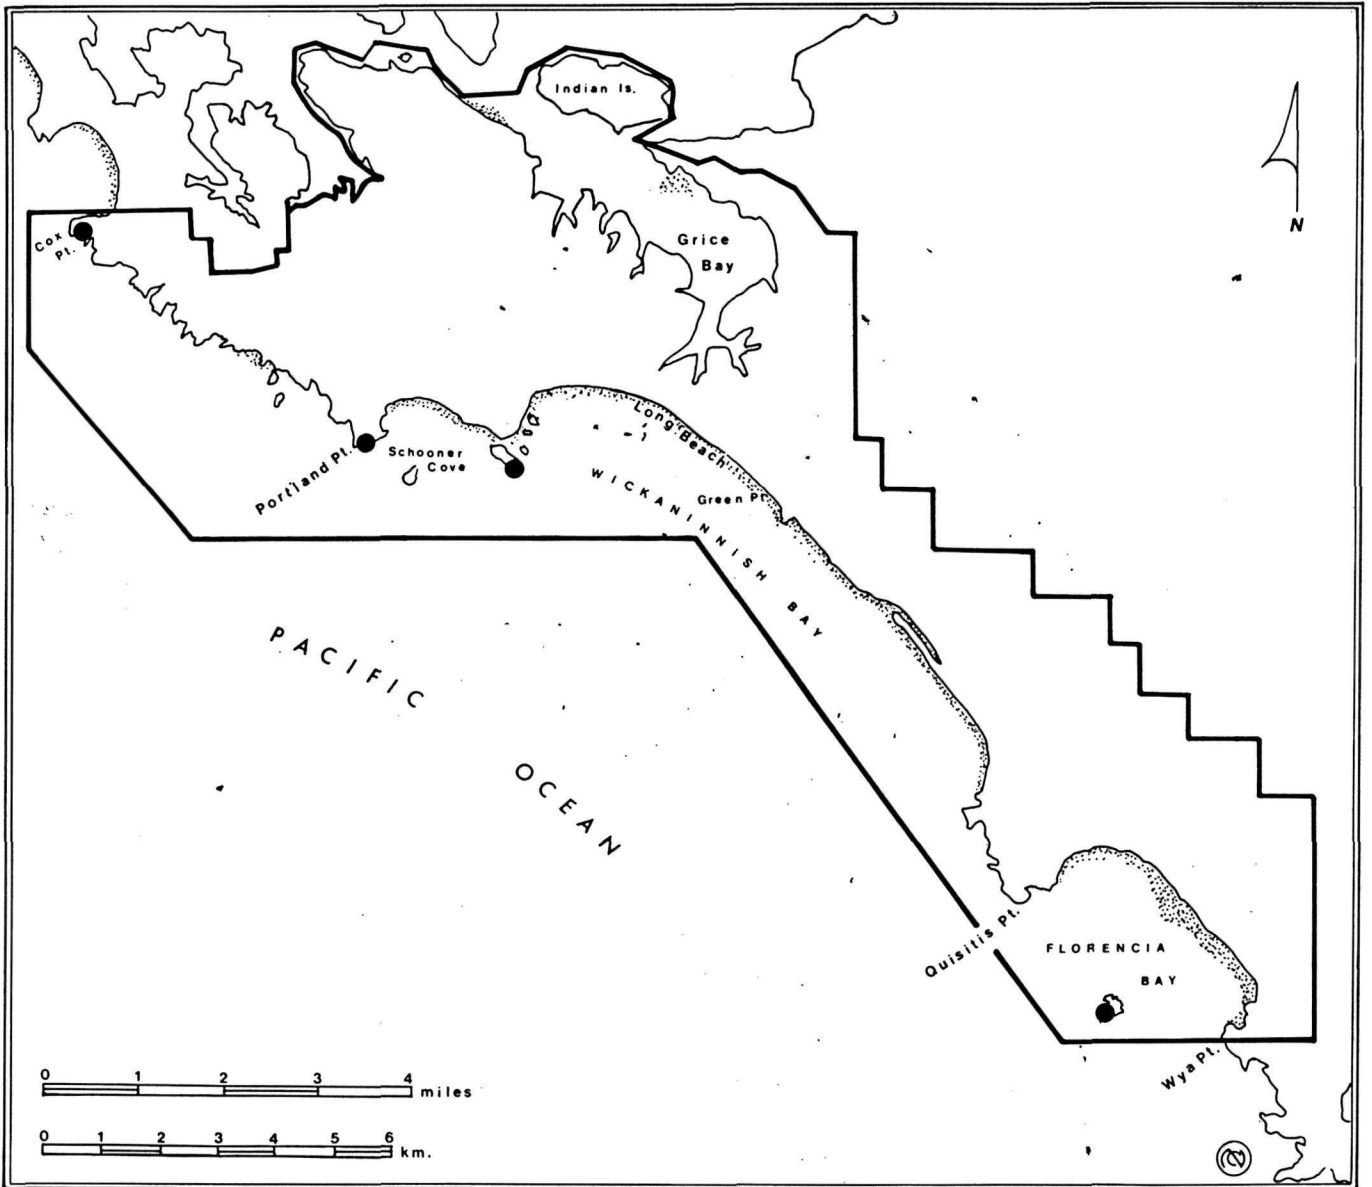 Indian Is.
N
Cox
Pt.
Grice
Bay
Long Beach
Schooner
Cove
Portland Pt.
Green Pt.
WICKANINNISH BAY
PACIFIC
OCEAN
Quisitis Pt.
FLORENCIA
BAY
Wya Pt.
0 1 2 3 4
miles
0 1 2 3 4 5 6
km.